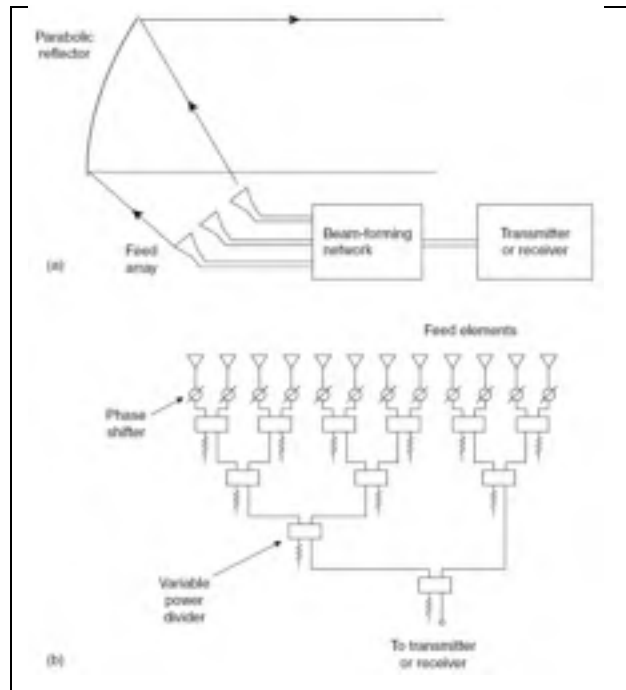 Parabolic
reflector
Feed
array
Beam-forming
network
Transmitter
or receiver
(a)
Feed elements
Phase
shifter
Variable
power
divider
To transmitter
or receiver
(b)